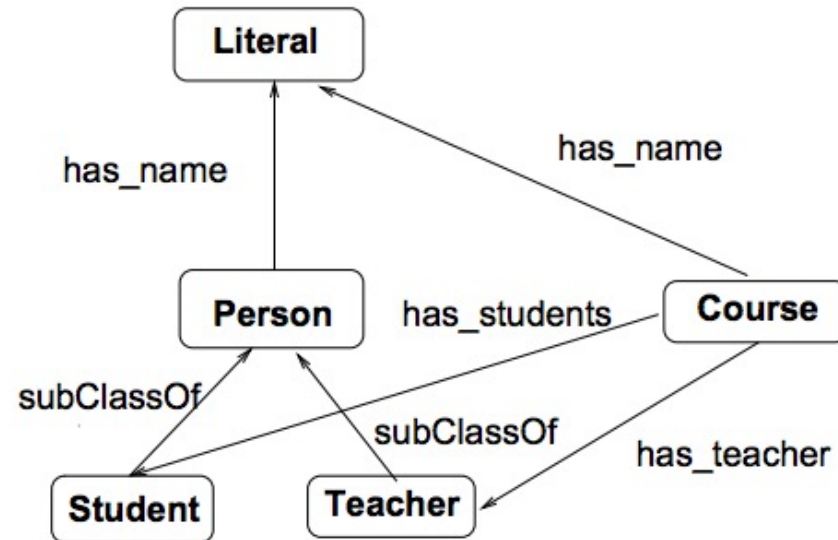 Literal
has_name
has_name
Person
has_students
Course
subClassOf
subClassOf
has_teacher
Student
Teacher